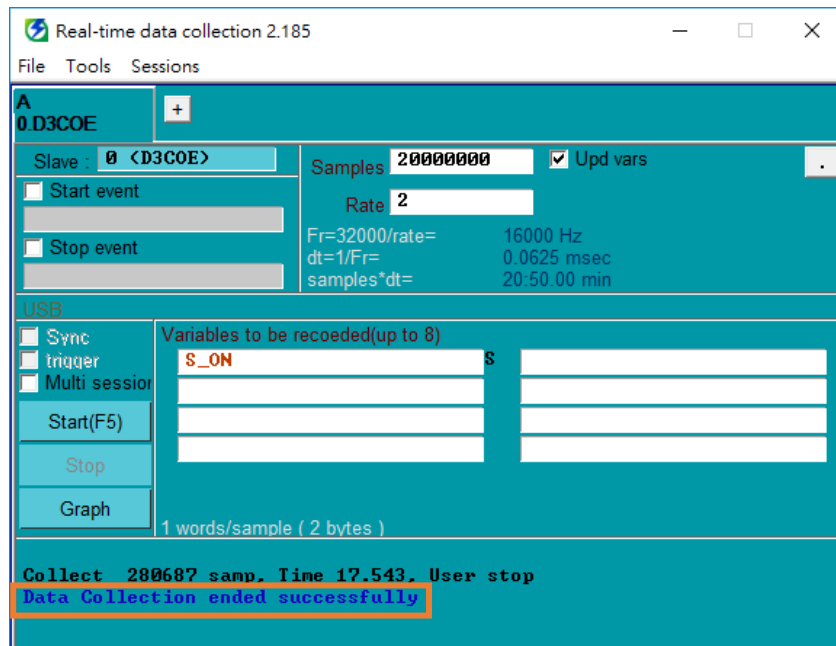 Real-time data collection 2.185
File Tools Sessions
A
0.D3COE
+
Slave : 0 (D3COE)
Start event
Stop event
Samples 20000000
Upd vars
.
Rate 2
Fr=32000/rate= 16000 Hz
dt=1/Fr= 0.0625 msec
samples*dt= 20:50.00 min
USB
Sync
trigger
Multi session
Start(F5)
Stop
Graph
Variables to be recoeded(up to 8)
S_ON S
1 words/sample ( 2 bytes )
Collect 280687 samp, Time 17.543, User stop
Data Collection ended successfully